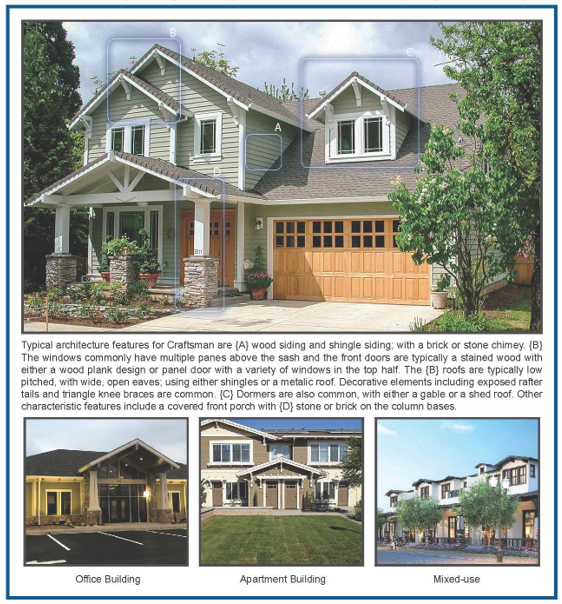 B
C
A
D
Typical architecture features for Craftsman are {A} wood siding and shingle siding; with a brick or stone chimey. {B}
The windows commonly have multiple panes above the sash and the front doors are typically a stained wood with
either a wood plank design or panel door with a variety of windows in the top half. The {B} roofs are typically low
pitched, with wide, open eaves; using either shingles or a metalic roof. Decorative elements including exposed rafter
tails and triangle knee braces are common. {C} Dormers are also common, with either a gable or a shed roof. Other
characteristic features include a covered front porch with {D} stone or brick on the column bases.
Office Building
Apartment Building
Mixed-use